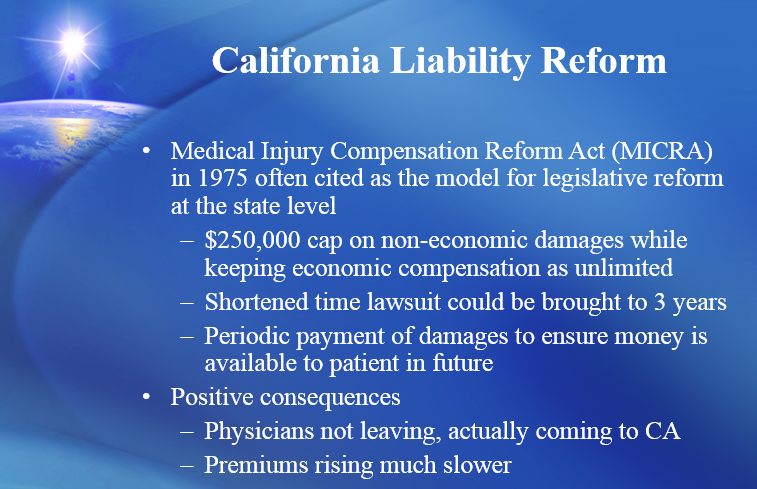 California Liability Reform
• Medical Injury Compensation Reform Act (MICRA)
in 1975 often cited as the model for legislative reform
at the state level
– $250,000 cap on non-economic damages while
keeping economic compensation as unlimited
– Shortened time lawsuit could be brought to 3 years
– Periodic payment of damages to ensure money is
available to patient in future
• Positive consequences
– Physicians not leaving, actually coming to CA
– Premiums rising much slower